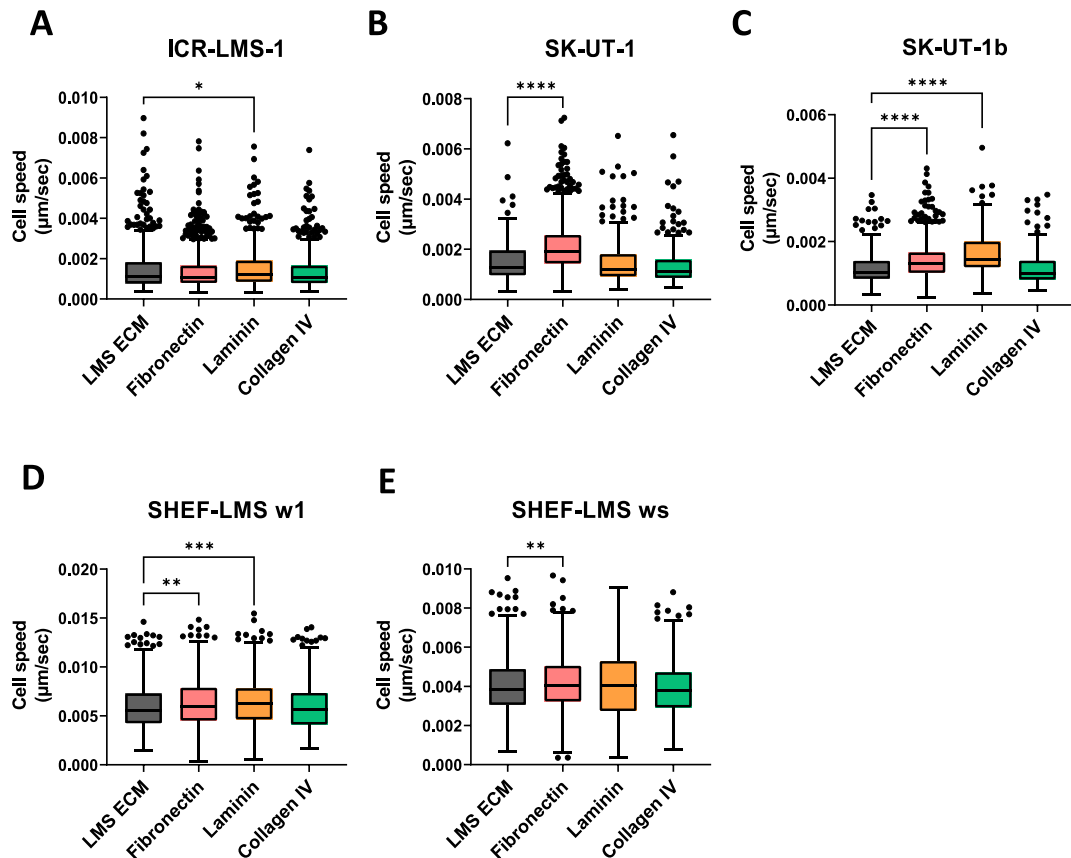 A
ICR-LMS-1
Cell speed
(µm/sec)
0.010
0.008
0.006
0.004
0.002
0.000
*
LMS ECM
Fibronectin
Laminin
Collagen IV
B
SK-UT-1
Cell speed
(µm/sec)
0.008
0.006
0.004
0.002
0.000
****
LMS ECM
Fibronectin
Laminin
Collagen IV
C
SK-UT-1b
Cell speed
(µm/sec)
0.006
0.004
0.002
0.000
****
****
LMS ECM
Fibronectin
Laminin
Collagen IV
D
SHEF-LMS w1
Cell speed
(µm/sec)
0.020
0.015
0.010
0.005
0.000
***
**
LMS ECM
Fibronectin
Laminin
Collagen IV
E
SHEF-LMS ws
Cell speed
(µm/sec)
0.010
0.008
0.006
0.004
0.002
0.000
**
LMS ECM
Fibronectin
Laminin
Collagen IV